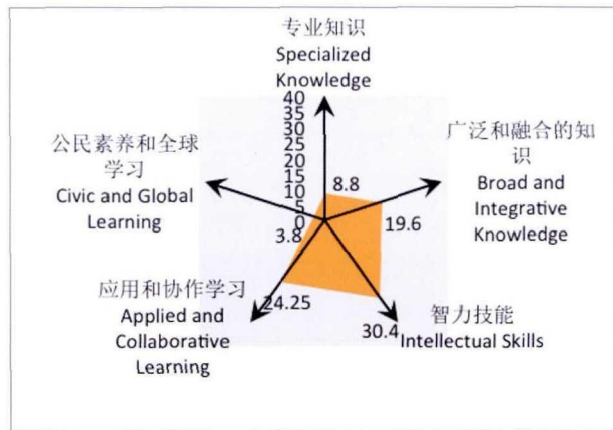 专业知识
Specialized
Knowledge
40
35
30
25
20
15
10
5
0
8.8
广泛和融合的知
识
Broad and
Integrative
Knowledge
19.6
公民素养和全球
学习
Civic and Global
Learning
3.8
应用和协作学习
Applied and
Collaborative
Learning
24.25
智力技能
Intellectual Skills
30.4